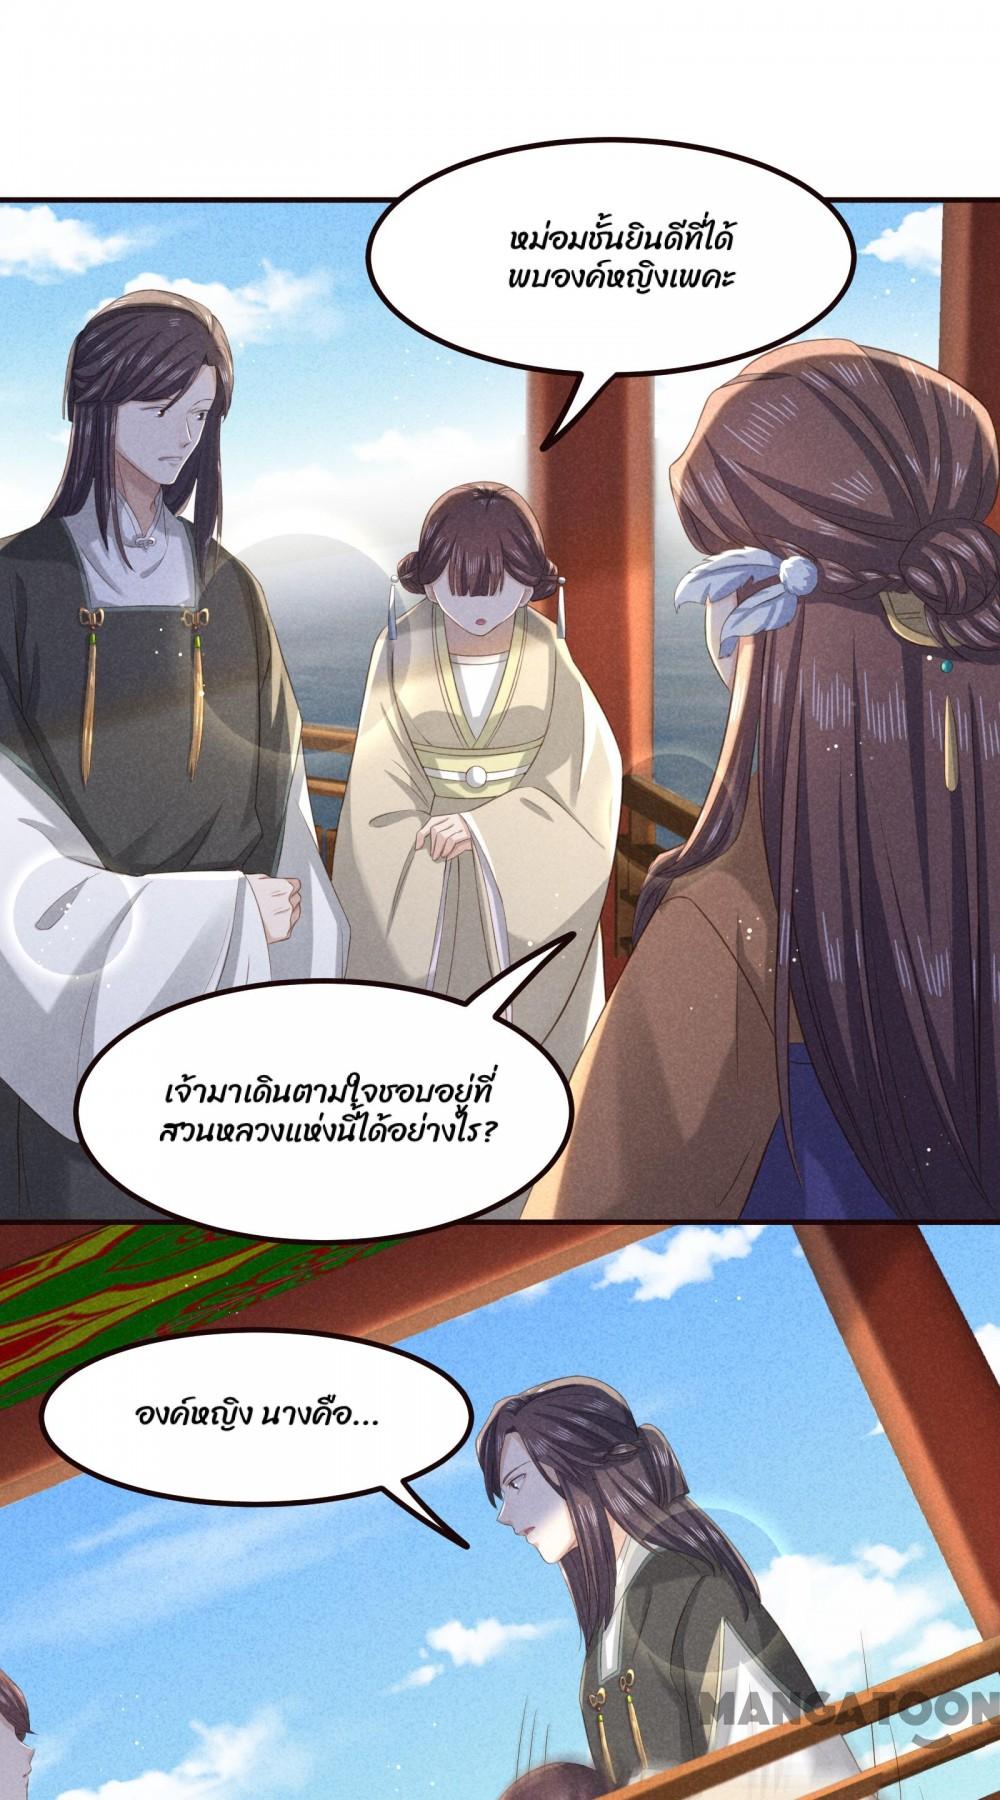 หม่อมชั้นยินดีที่ได้
พบองค์หญิงเพคะ
เจ้ามาเดินตามใจชอบอยู่ที่
สวนหลวงแห่งนี้ได้อย่างไร?
องค์หญิง นางคือ...
MANGATOON